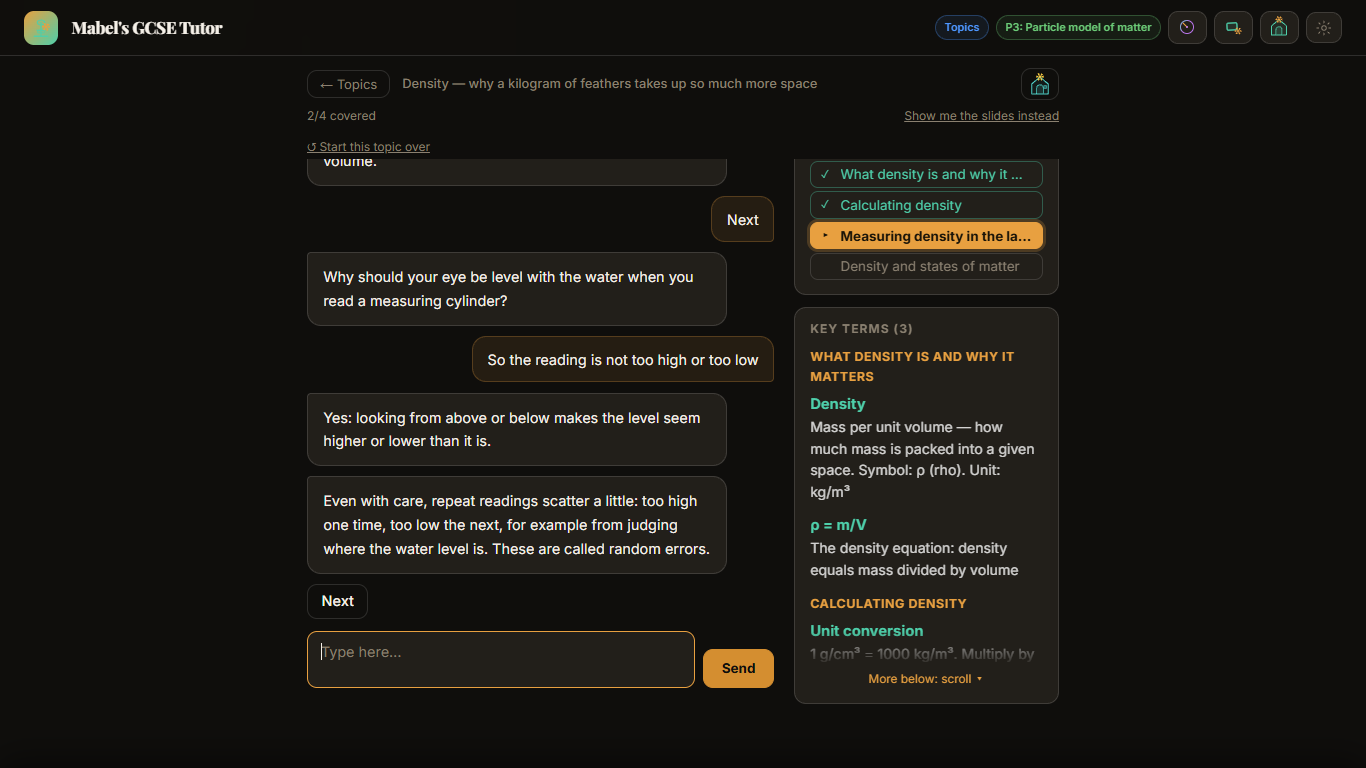 Mabel's GCSE Tutor
Topics
P3: Particle model of matter
← Topics
Density — why a kilogram of feathers takes up so much more space
2/4 covered
Show me the slides instead
↺ Start this topic over
volume.
Next
Why should your eye be level with the water when you
read a measuring cylinder?
So the reading is not too high or too low
Yes: looking from above or below makes the level seem
higher or lower than it is.
Even with care, repeat readings scatter a little: too high
one time, too low the next, for example from judging
where the water level is. These are called random errors.
Next
Type here...
Send
✓ What density is and why it ...
✓ Calculating density
▸ Measuring density in the la...
Density and states of matter
KEY TERMS (3)
WHAT DENSITY IS AND WHY IT
MATTERS
Density
Mass per unit volume — how
much mass is packed into a given
space. Symbol: ρ (rho). Unit:
kg/m³
ρ = m/V
The density equation: density
equals mass divided by volume
CALCULATING DENSITY
Unit conversion
1 g/cm³ = 1000 kg/m³. Multiply by
More below: scroll ▾